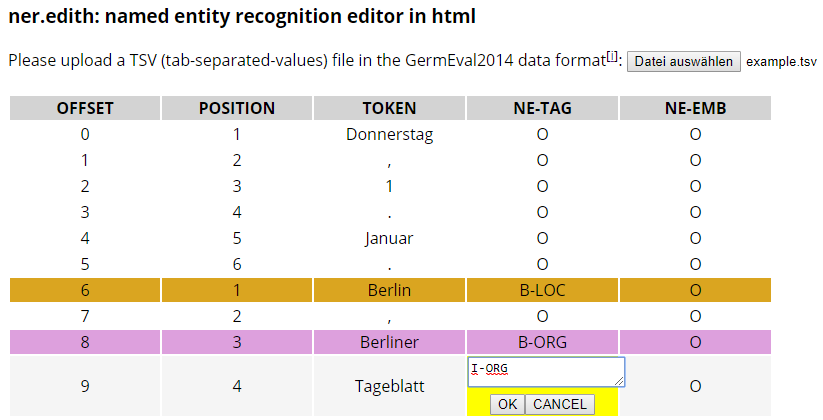 ner.edith: named entity recognition editor in html
Please upload a TSV (tab-separated-values) file in the GermEval2014 data format[i]: Datei auswählen example.tsv
OFFSET POSITION TOKEN NE-TAG NE-EMB
0 1 Donnerstag O O
1 2 , O O
2 3 1 O O
3 4 . O O
4 5 Januar O O
5 6 . O O
6 1 Berlin B-LOC O
7 2 , O O
8 3 Berliner B-ORG O
9 4 Tageblatt I-ORG O
OK CANCEL